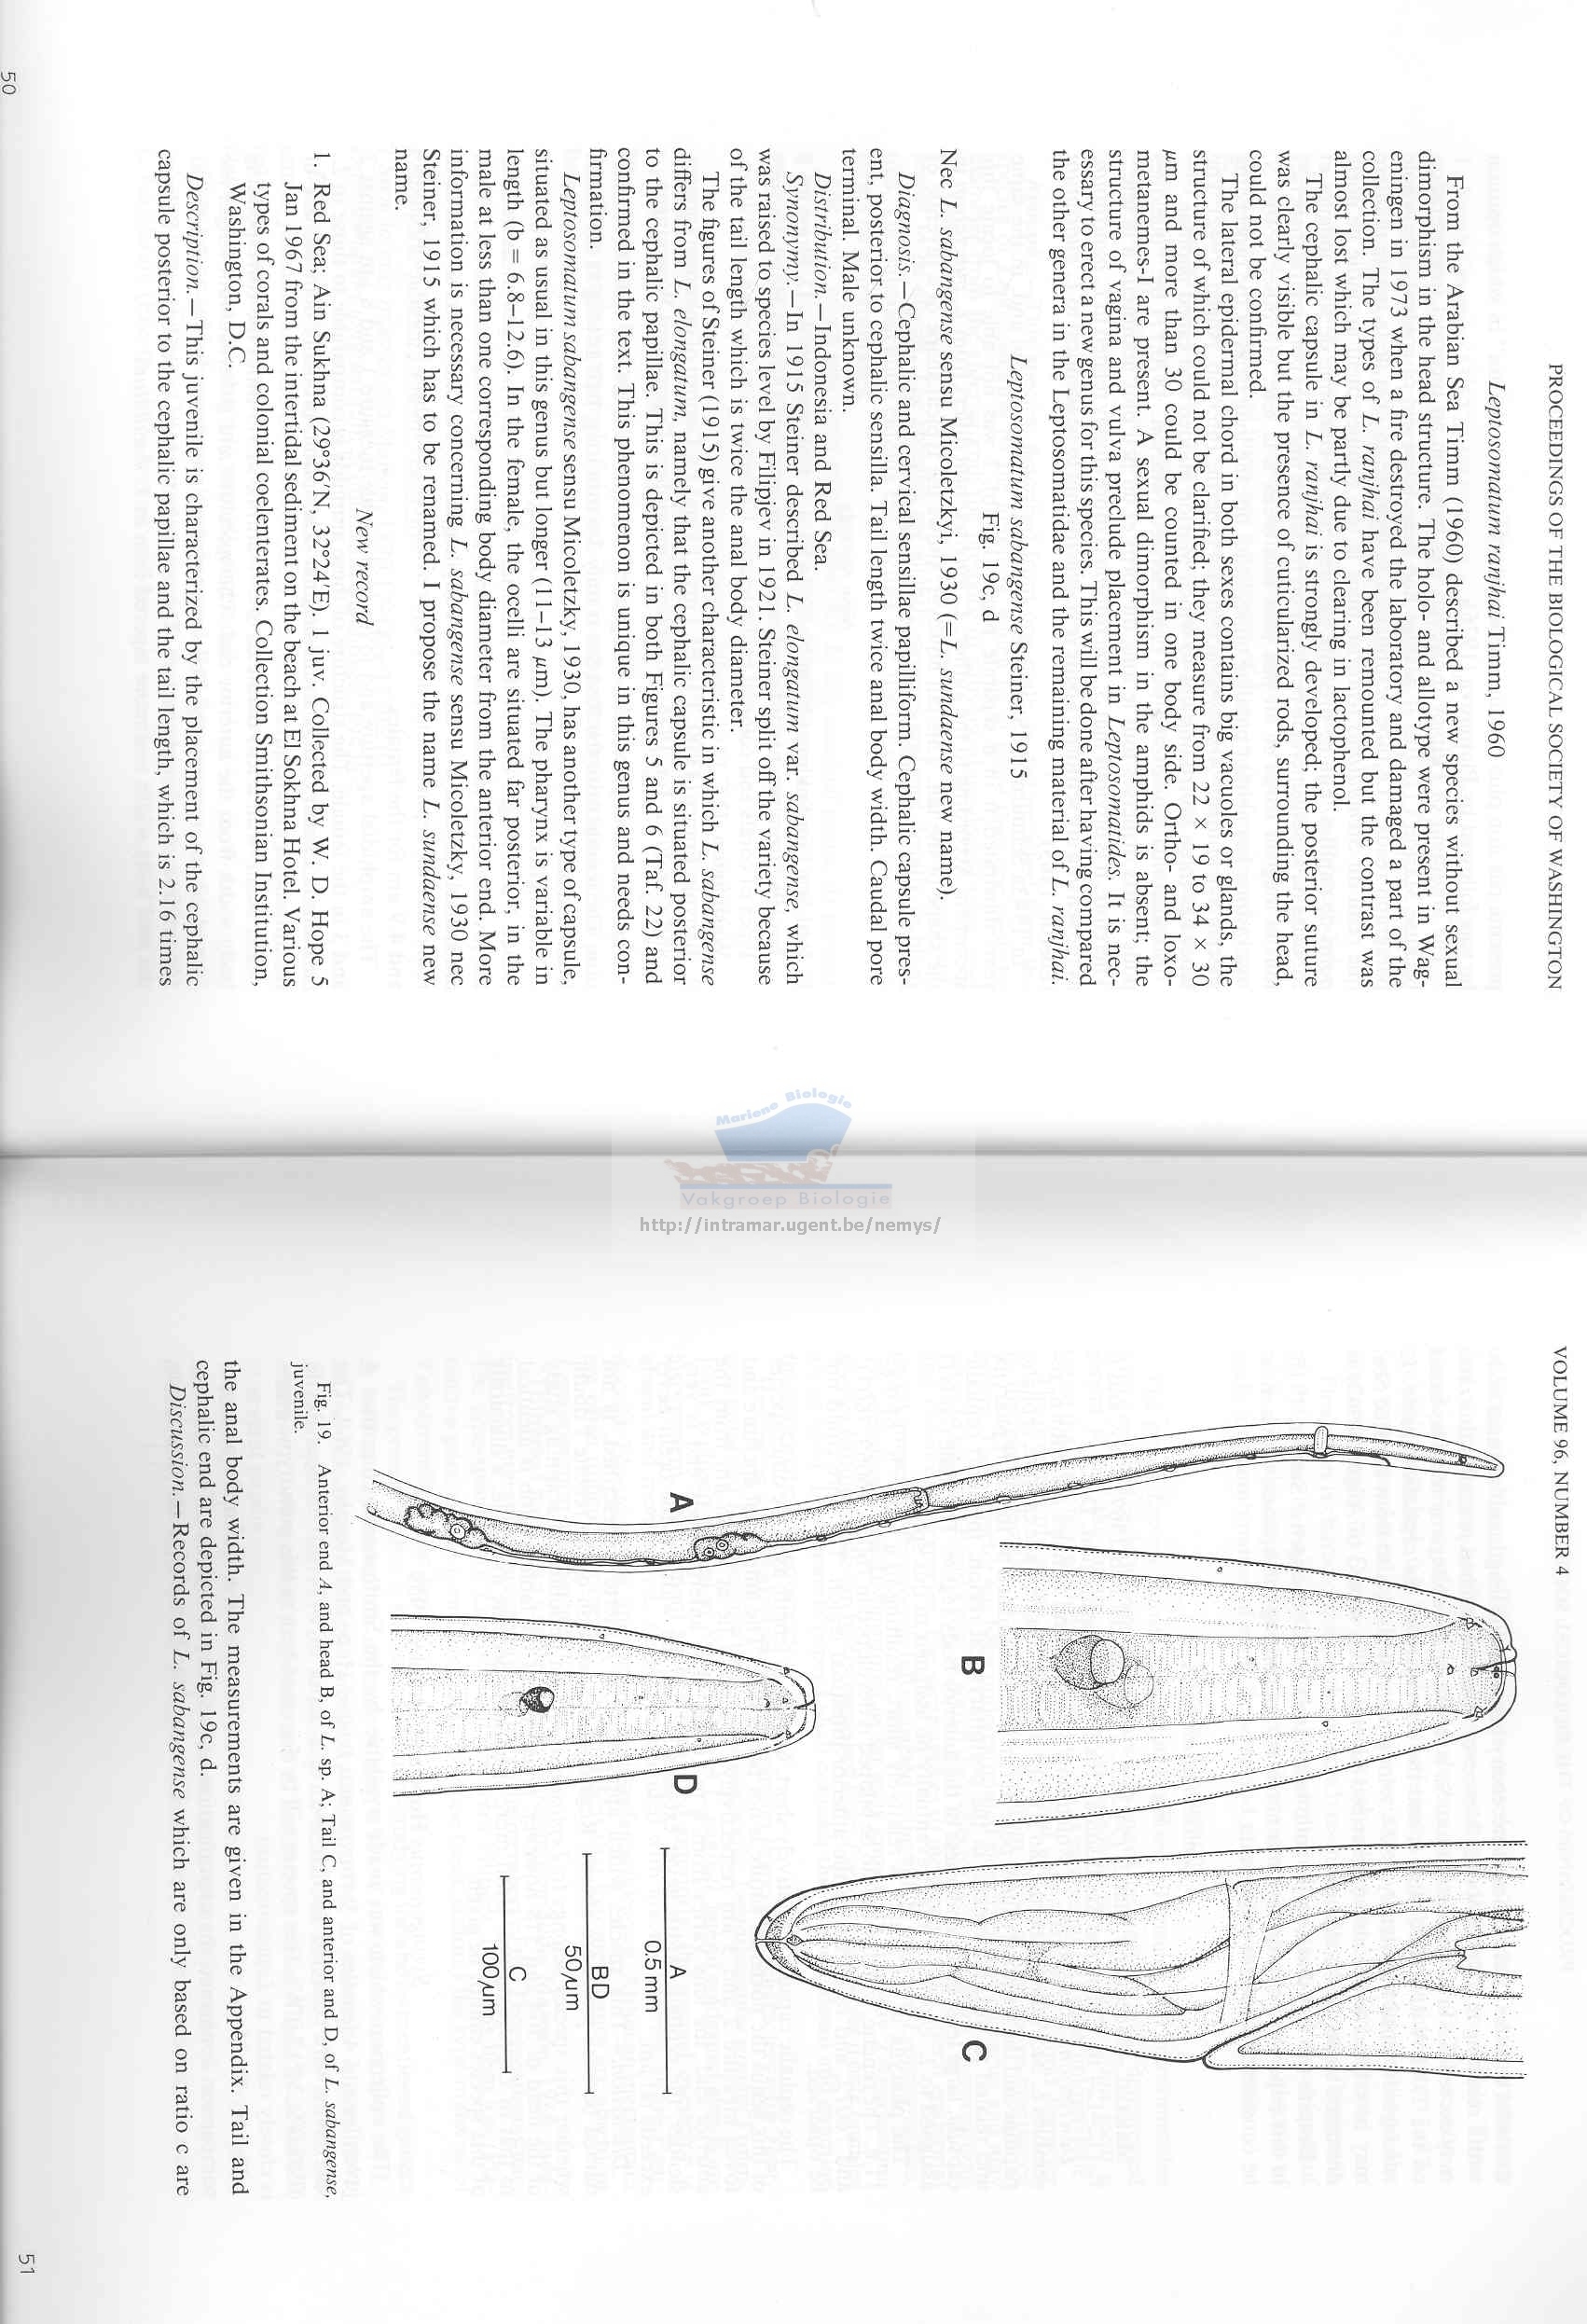 PROCEEDINGS OF THE BIOLOGICAL SOCIETY OF WASHINGTON
Leptosomatum ranjhai Timm, 1960
From the Arabian Sea Timm (1960) described a new species without sexual
dimorphism in the head structure. The holo- and allotype were present in Wag-
eningen in 1973 when a fire destroyed the laboratory and damaged a part of the
collection. The types of L. ranjhai have been remounted but the contrast was
almost lost which may be partly due to clearing in lactophenol.
The cephalic capsule in L. ranjhai is strongly developed; the posterior suture
was clearly visible but the presence of cuticularized rods, surrounding the head,
could not be confirmed.
The lateral epidermal chord in both sexes contains big vacuoles or glands, the
structure of which could not be clarified; they measure from 22 × 19 to 34 × 30
μm and more than 30 could be counted in one body side. Ortho- and loxo-
metanemes-I are present. A sexual dimorphism in the amphids is absent; the
structure of vagina and vulva preclude placement in Leptosomatides. It is nec-
essary to erect a new genus for this species. This will be done after having compared
the other genera in the Leptosomatidae and the remaining material of L. ranjhai.
Leptosomatum sabangense Steiner, 1915
Fig. 19c, d
Nec L. sabangense sensu Micoletzkyi, 1930 (=L. sundaense new name).
Diagnosis.—Cephalic and cervical sensillae papilliform. Cephalic capsule pres-
ent, posterior to cephalic sensilla. Tail length twice anal body width. Caudal pore
terminal. Male unknown.
Distribution.—Indonesia and Red Sea.
Synonymy.—In 1915 Steiner described L. elongatum var. sabangense, which
was raised to species level by Filipjev in 1921. Steiner split off the variety because
of the tail length which is twice the anal body diameter.
The figures of Steiner (1915) give another characteristic in which L. sabangense
differs from L. elongatum, namely that the cephalic capsule is situated posterior
to the cephalic papillae. This is depicted in both Figures 5 and 6 (Taf. 22) and
confirmed in the text. This phenomenon is unique in this genus and needs con-
firmation.
Leptosomatum sabangense sensu Micoletzky, 1930, has another type of capsule,
situated as usual in this genus but longer (11–13 μm). The pharynx is variable in
length (b = 6.8–12.6). In the female, the ocelli are situated far posterior, in the
male at less than one corresponding body diameter from the anterior end. More
information is necessary concerning L. sabangense sensu Micoletzky, 1930 nec
Steiner, 1915 which has to be renamed. I propose the name L. sundaense new
name.
New record
1. Red Sea; Ain Sukhna (29°36′N, 32°24′E). 1 juv. Collected by W. D. Hope 5
Jan 1967 from the intertidal sediment on the beach at El Sokhna Hotel. Various
types of corals and colonial coelenterates. Collection Smithsonian Institution,
Washington, D.C.
Description.—This juvenile is characterized by the placement of the cephalic
capsule posterior to the cephalic papillae and the tail length, which is 2.16 times
50
Mariene Biologie
Vakgroep Biologie
http://intramar.ugent.be/nemys/
VOLUME 96, NUMBER 4
A
B
C
D
A
0.5 mm
BD
50 μm
C
100 μm
Fig. 19. Anterior end A, and head B, of L. sp. A; Tail C, and anterior and D, of L. sabangense,
juvenile.
the anal body width. The measurements are given in the Appendix. Tail and
cephalic end are depicted in Fig. 19c, d.
Discussion.—Records of L. sabangense which are only based on ratio c are
51